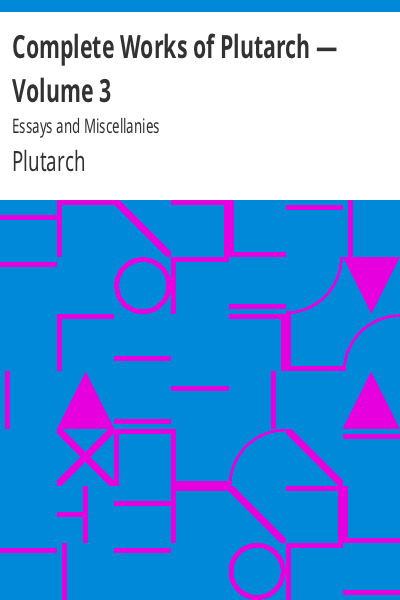 Complete Works of Plutarch —
Volume 3
Essays and Miscellanies
Plutarch